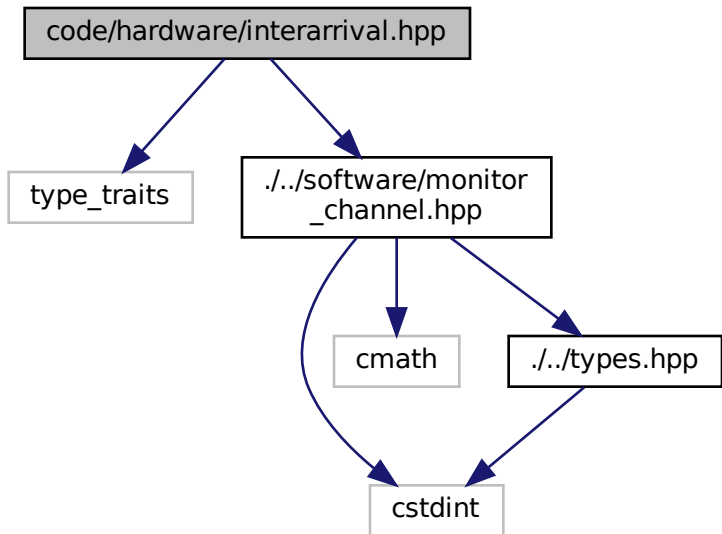 code/hardware/interarrival.hpp
type_traits
./../software/monitor
_channel.hpp
cmath
./../types.hpp
cstdint